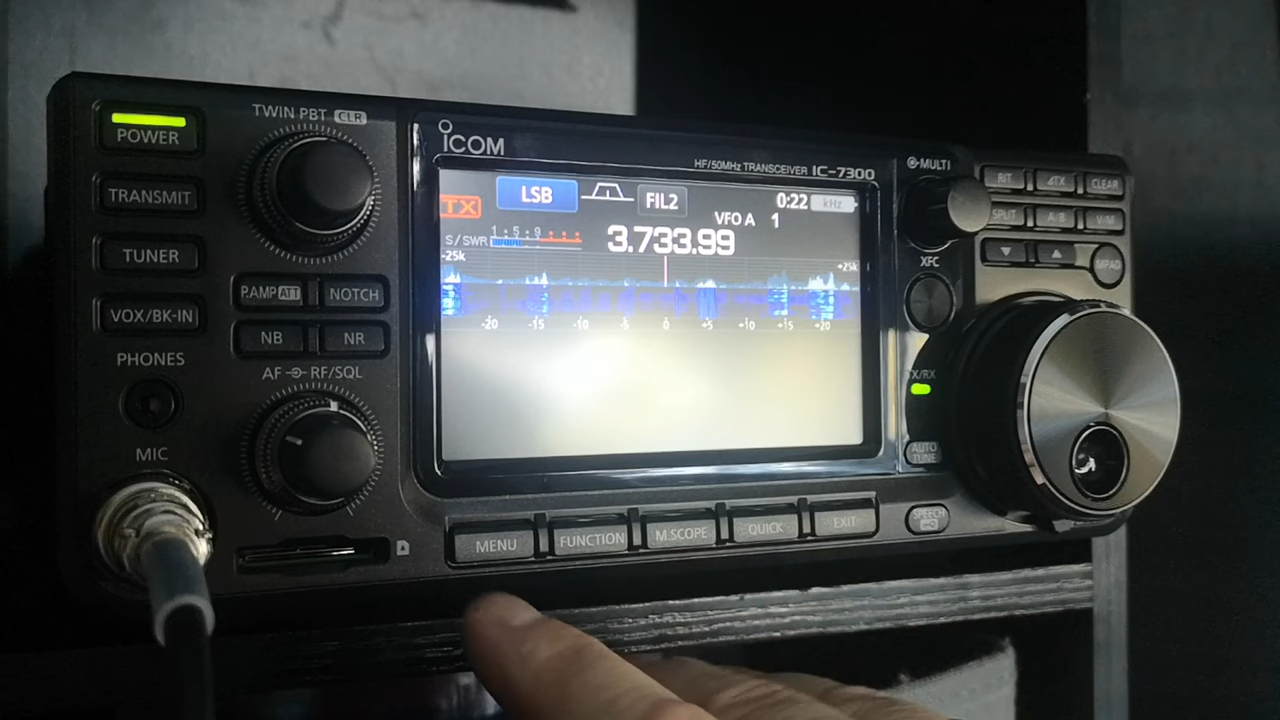 POWER
TRANSMIT
TUNER
VOX/BK-IN
PHONES
MIC
TWIN PBT CLR
P.AMP ATT
NOTCH
NB
NR
AF RF/SQL
ICOM
HF/50MHz TRANSCEIVER IC-7300
TX
LSB
FIL2
0:22
kHz
VFO A 1
S/SWR 1:5:9
3.733.99
-25k
+25k
-20 -15 -10 -5 0 +5 +10 +15 +20
MENU
FUNCTION
M.SCOPE
QUICK
EXIT
MULTI
XFC
TX/RX
AUTO
TUNE
SPEECH
RIT
ΔTX
CLEAR
SPLIT
A/B
V/M
MPAD